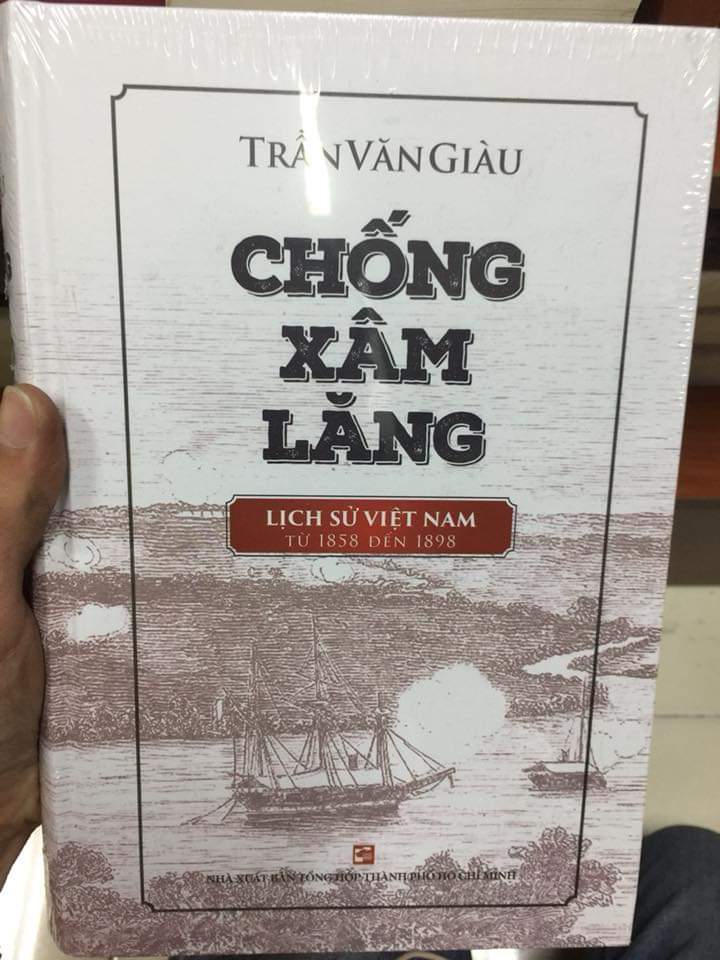 TRẦN VĂN GIÀU
CHỐNG
XÂM
LĂNG
LỊCH SỬ VIỆT NAM
TỪ 1858 ĐẾN 1898
NHÀ XUẤT BẢN TỔNG HỢP THÀNH PHỐ HỒ CHÍ MINH